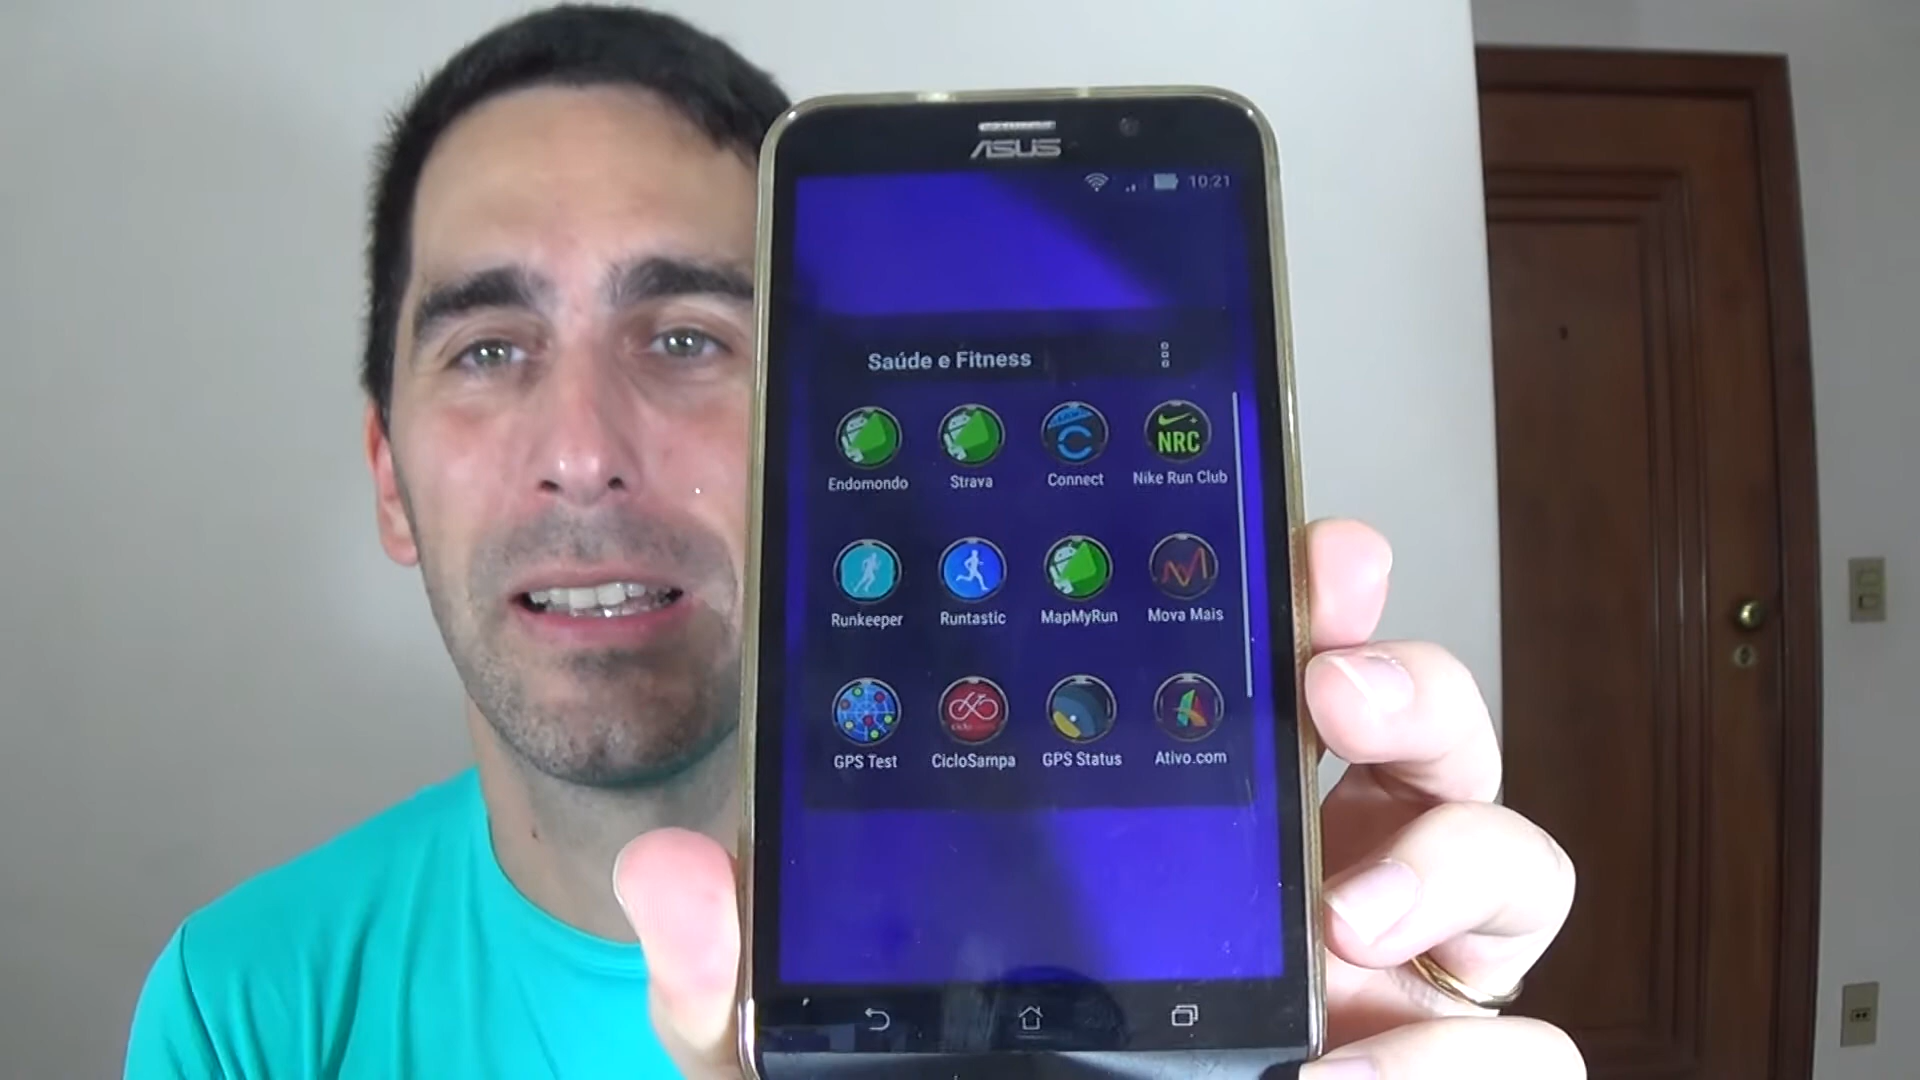 ASUS
10:21
Saúde e Fitness
NRC
Endomondo Strava Connect Nike Run Club
Runkeeper Runtastic MapMyRun Mova Mais
GPS Test CicloSampa GPS Status Ativo.com